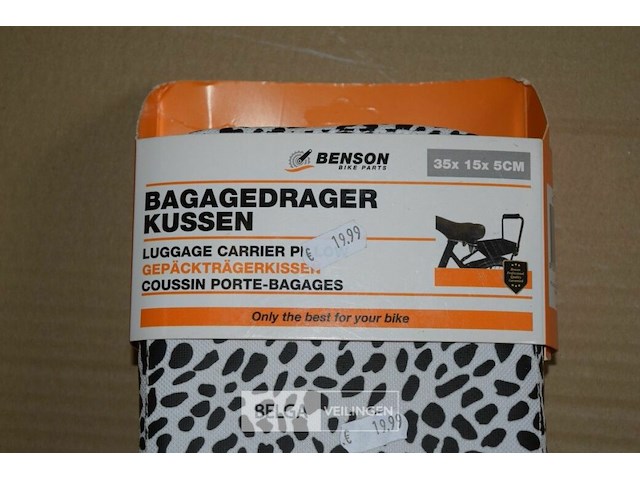 BENSON
BIKE PARTS
35x 15x 5CM
BAGAGEDRAGER
KUSSEN
€ 19.99
LUGGAGE CARRIER
GEPÄCKTRÄGERKISSEN
COUSSIN PORTE-BAGAGES
Only the best for your bike
BELGA VEILINGEN
€ 19.99